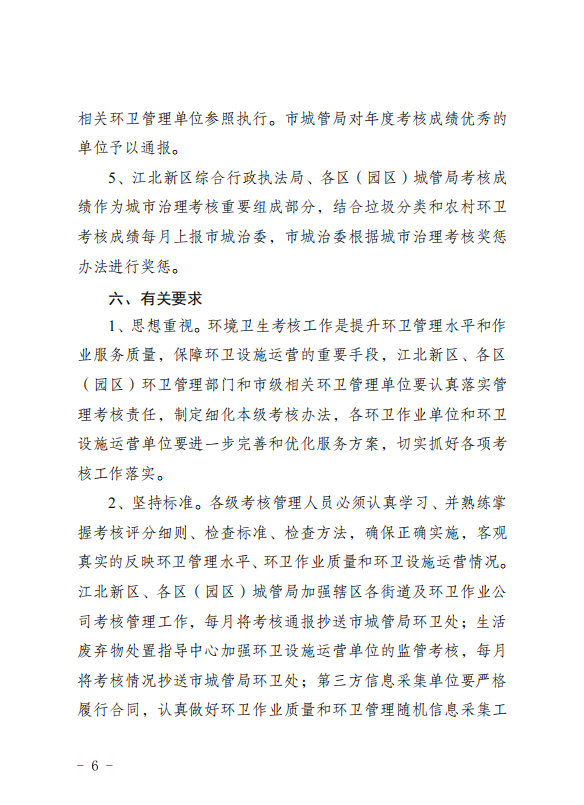 相关环卫管理单位参照执行。市城管局对年度考核成绩优秀的
单位予以通报。
5、江北新区综合行政执法局、各区（园区）城管局考核成
绩作为城市治理考核重要组成部分，结合垃圾分类和农村环卫
考核成绩每月上报市城治委，市城治委根据城市治理考核奖惩
办法进行奖惩。
六、有关要求
1、思想重视。环境卫生考核工作是提升环卫管理水平和作
业服务质量，保障环卫设施运营的重要手段，江北新区、各区
（园区）环卫管理部门和市级相关环卫管理单位要认真落实管
理考核责任，制定细化本级考核办法，各环卫作业单位和环卫
设施运营单位要进一步完善和优化服务方案，切实抓好各项考
核工作落实。
2、坚持标准。各级考核管理人员必须认真学习、并熟练掌
握考核评分细则、检查标准、检查方法，确保正确实施，客观
真实的反映环卫管理水平、环卫作业质量和环卫设施运营情况。
江北新区、各区（园区）城管局加强辖区各街道及环卫作业公
司考核管理工作，每月将考核通报抄送市城管局环卫处；生活
废弃物处置指导中心加强环卫设施运营单位的监管考核，每月
将考核情况抄送市城管局环卫处；第三方信息采集单位要严格
履行合同，认真做好环卫作业质量和环卫管理随机信息采集工
- 6 -